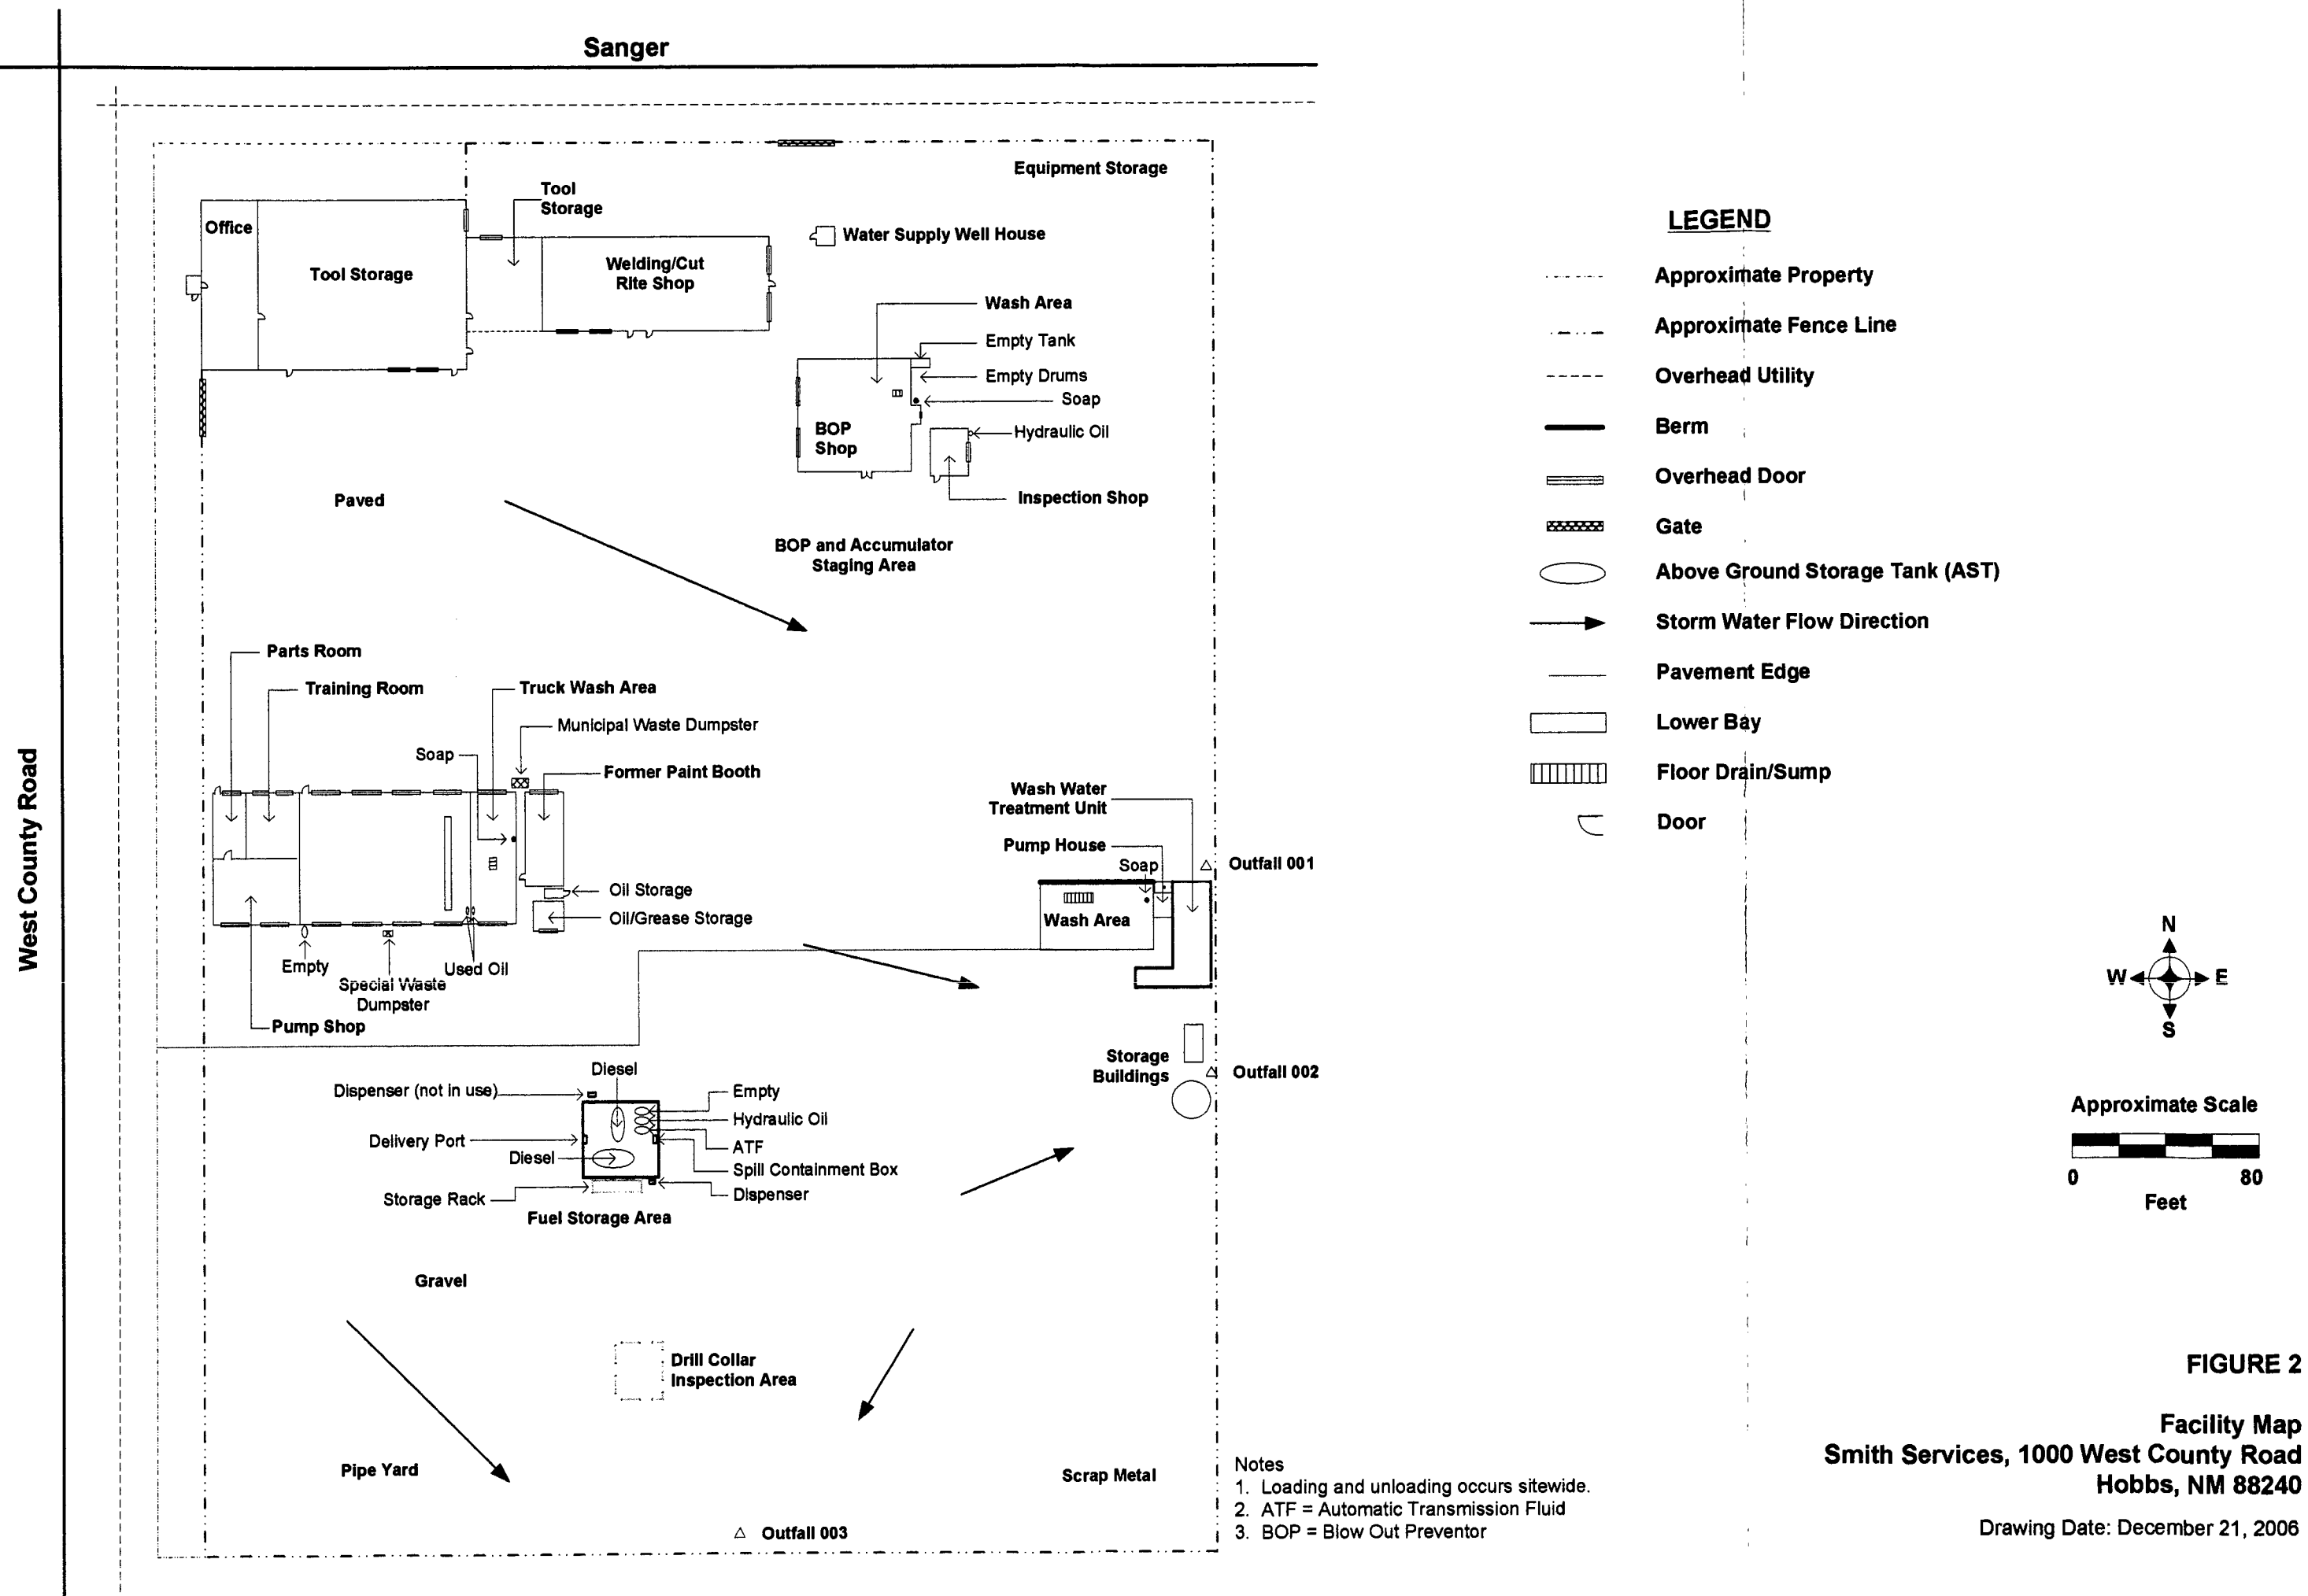 Sanger
Equipment Storage
Tool
Storage
Office
Water Supply Well House
Tool Storage
Welding/Cut
Rite Shop
Wash Area
Empty Tank
Empty Drums
Soap
BOP
Shop
Hydraulic Oil
Inspection Shop
Paved
BOP and Accumulator
Staging Area
Parts Room
Training Room
Truck Wash Area
Municipal Waste Dumpster
Soap
Former Paint Booth
West County Road
Wash Water
Treatment Unit
Pump House
Soap
Outfall 001
Oil Storage
Oil/Grease Storage
Wash Area
Empty
Used Oil
Special Waste
Dumpster
Pump Shop
Storage
Buildings
Outfall 002
Diesel
Dispenser (not in use)
Empty
Hydraulic Oil
Delivery Port
ATF
Diesel
Spill Containment Box
Storage Rack
Dispenser
Fuel Storage Area
Gravel
Drill Collar
Inspection Area
Pipe Yard
Scrap Metal
Outfall 003
LEGEND
Approximate Property
Approximate Fence Line
Overhead Utility
Berm
Overhead Door
Gate
Above Ground Storage Tank (AST)
Storm Water Flow Direction
Pavement Edge
Lower Bay
Floor Drain/Sump
Door
N
W E
S
Approximate Scale
0 80
Feet
Notes
1. Loading and unloading occurs sitewide.
2. ATF = Automatic Transmission Fluid
3. BOP = Blow Out Preventor
FIGURE 2
Facility Map
Smith Services, 1000 West County Road
Hobbs, NM 88240
Drawing Date: December 21, 2006